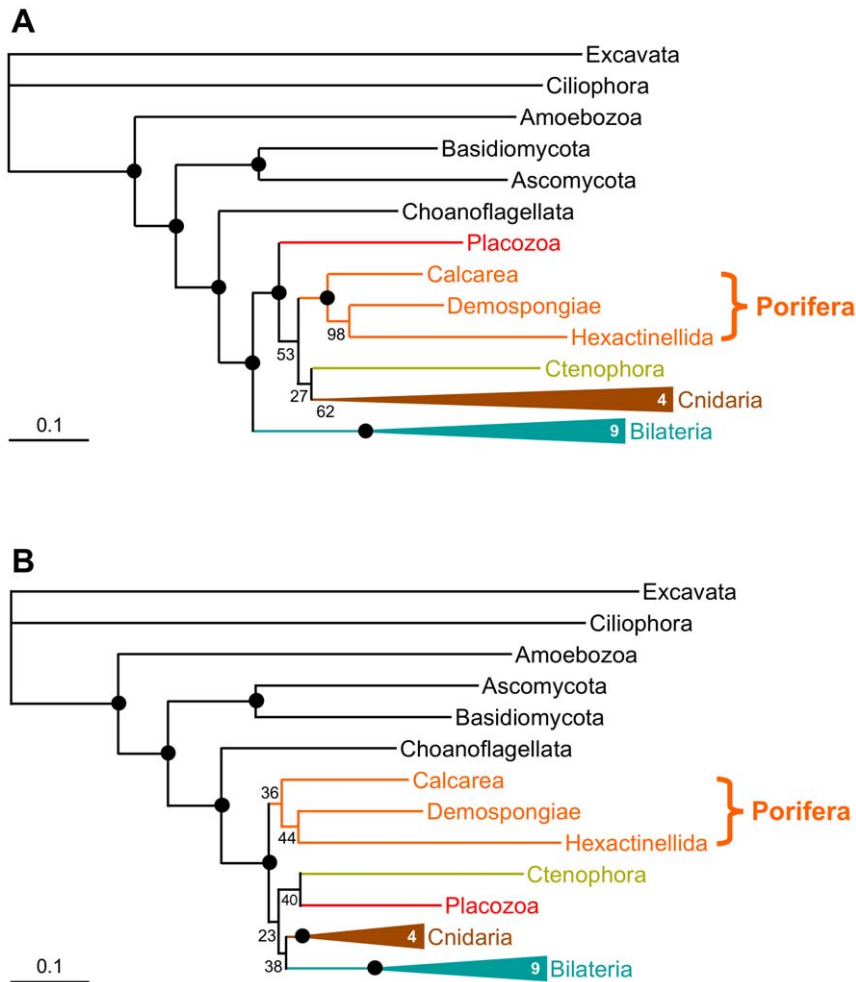 A
Excavata
Ciliophora
Amoebozoa
Basidiomycota
Ascomycota
Choanoflagellata
Placozoa
Calcarea
Demospongiae
Porifera
98
Hexactinellida
53
Ctenophora
27
4
Cnidaria
62
0.1
9
Bilateria
B
Excavata
Ciliophora
Amoebozoa
Ascomycota
Basidiomycota
Choanoflagellata
Calcarea
36
Demospongiae
Porifera
44
Hexactinellida
Ctenophora
40
Placozoa
23
4
Cnidaria
38
0.1
9
Bilateria